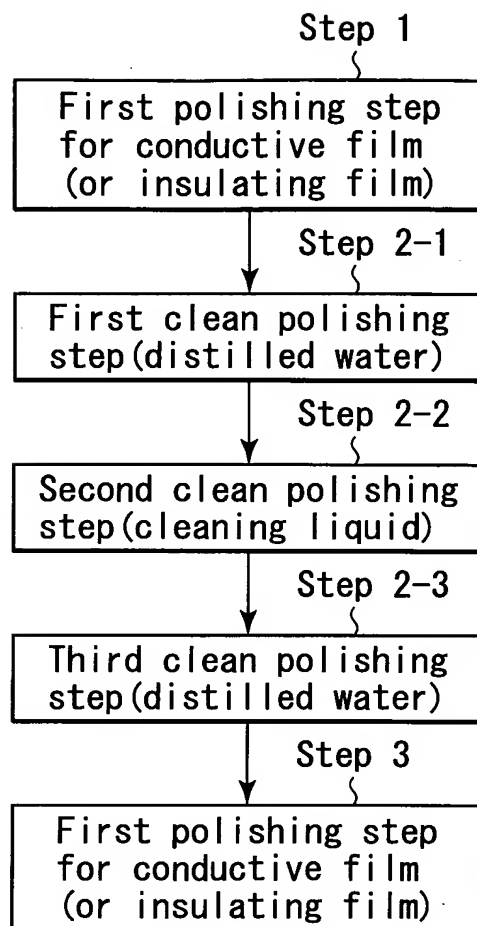 Step 1
First polishing step
for conductive film
(or insulating film)
Step 2-1
First clean polishing
step(distilled water)
Step 2-2
Second clean polishing
step(cleaning liquid)
Step 2-3
Third clean polishing
step(distilled water)
Step 3
First polishing step
for conductive film
(or insulating film)